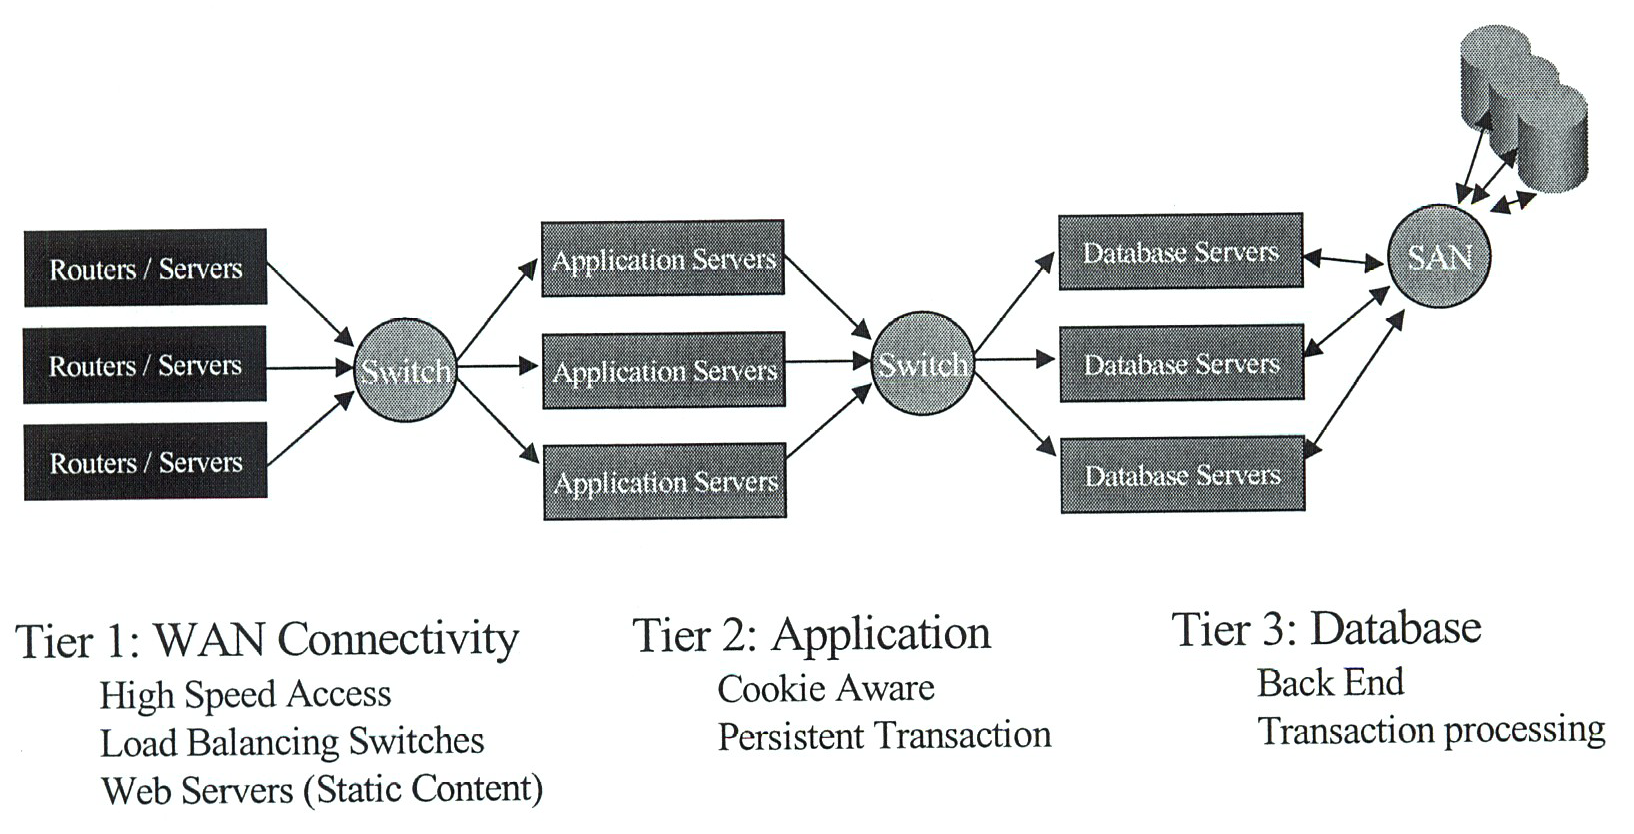 Routers / Servers
Routers / Servers
Routers / Servers
Switch
Application Servers
Application Servers
Application Servers
Switch
Database Servers
Database Servers
Database Servers
SAN
Tier 1: WAN Connectivity
High Speed Access
Load Balancing Switches
Web Servers (Static Content)
Tier 2: Application
Cookie Aware
Persistent Transaction
Tier 3: Database
Back End
Transaction processing